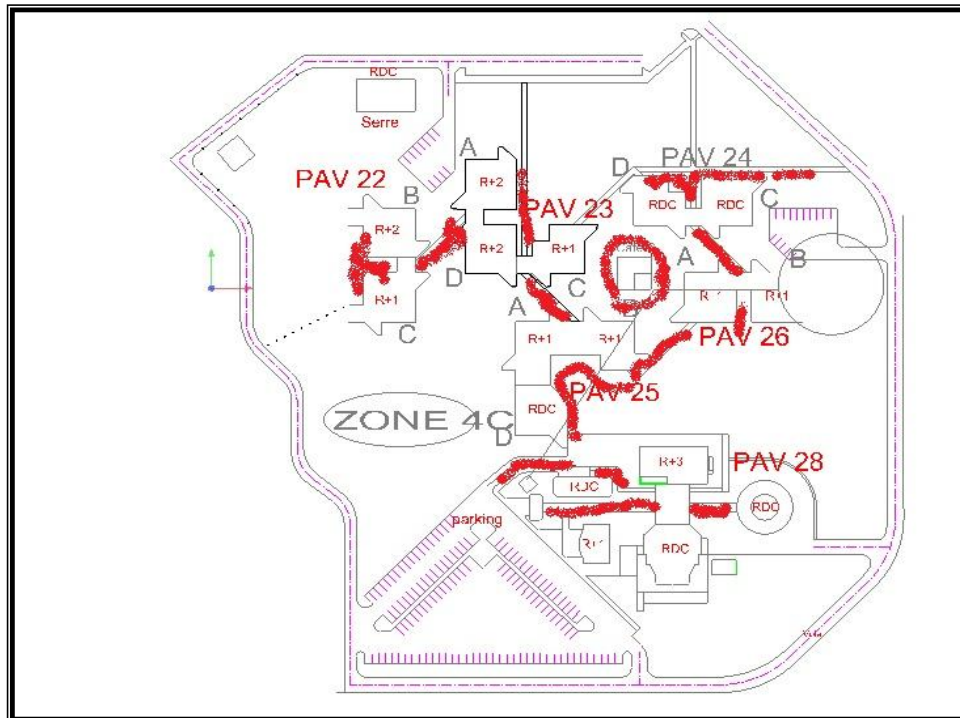 RDC
Serre
A
PAV 22
B
R+2
R+2
PAV 23
R+2
R+1
D
C
R+1
C
D
PAV 24
RDC
RDC
C
A
B
PAV 26
A
R+1
R+1
PAV 25
RDC
D
ZONE 4C
R+3
PAV 28
RDC
RDC
parking
RDC